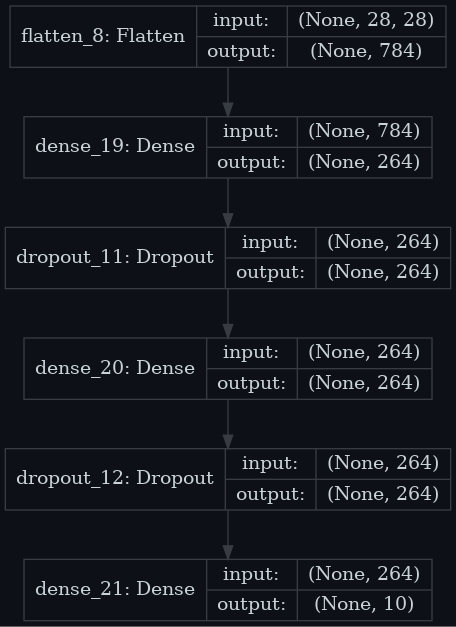 flatten_8: Flatten
input: (None, 28, 28)
output: (None, 784)
dense_19: Dense
input: (None, 784)
output: (None, 264)
dropout_11: Dropout
input: (None, 264)
output: (None, 264)
dense_20: Dense
input: (None, 264)
output: (None, 264)
dropout_12: Dropout
input: (None, 264)
output: (None, 264)
dense_21: Dense
input: (None, 264)
output: (None, 10)